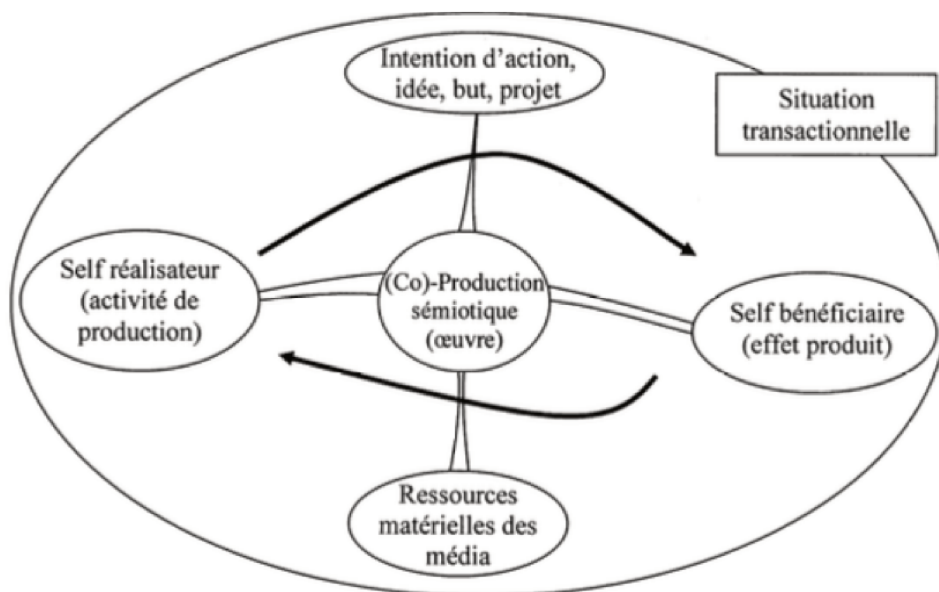 Intention d'action,
idée, but, projet
Situation
transactionnelle
Self réalisateur
(activité de
production)
(Co)-Production
sémiotique
(œuvre)
Self bénéficiaire
(effet produit)
Ressources
matérielles des
média